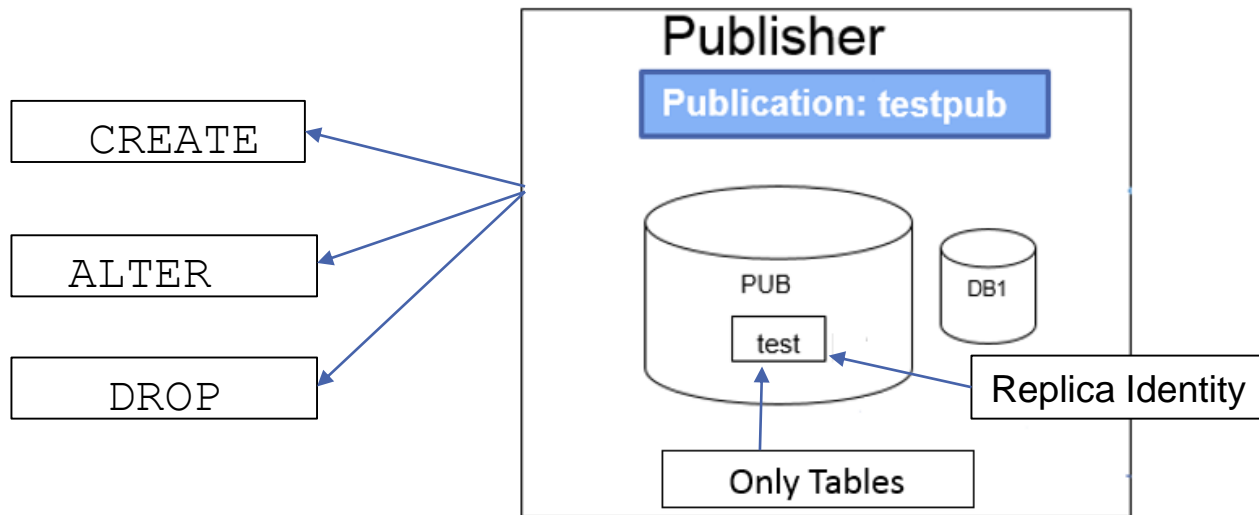 Publisher
Publication: testpub
CREATE
ALTER
DROP
PUB
DB1
test
Replica Identity
Only Tables